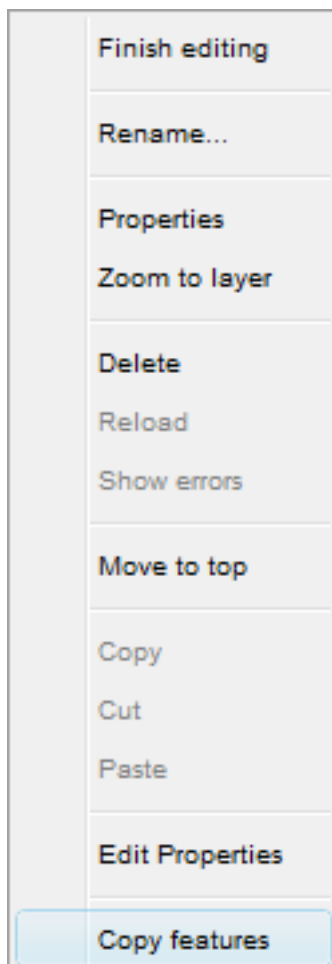 Finish editing
Rename...
Properties
Zoom to layer
Delete
Reload
Show errors
Move to top
Copy
Cut
Paste
Edit Properties
Copy features